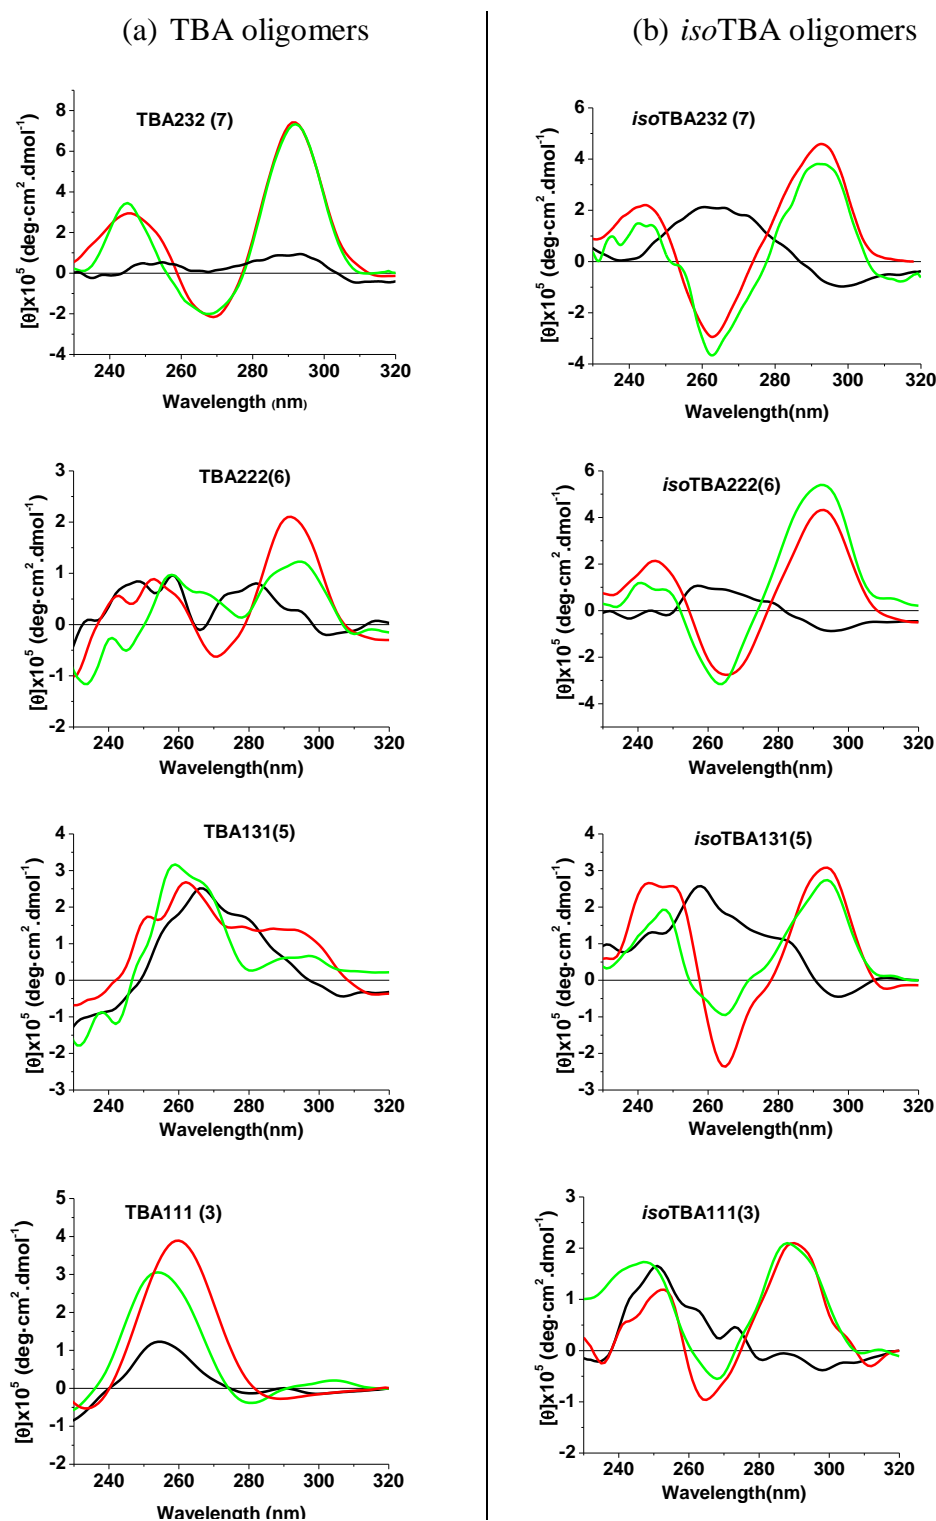 (a) TBA oligomers
(b) isoTBA oligomers
TBA232 (7)
[θ]x10⁵ (deg·cm².dmol⁻¹)
8
6
4
2
0
-2
-4
240 260 280 300 320
Wavelength (nm)
isoTBA232 (7)
[θ]x10⁵ (deg·cm².dmol⁻¹)
6
4
2
0
-2
-4
240 260 280 300 320
Wavelength(nm)
TBA222(6)
[θ]x10⁵ (deg·cm².dmol⁻¹)
3
2
1
0
-1
-2
240 260 280 300 320
Wavelength(nm)
isoTBA222(6)
[θ]x10⁵ (deg·cm².dmol⁻¹)
6
4
2
0
-2
-4
240 260 280 300 320
Wavelength(nm)
TBA131(5)
[θ]x10⁵ (deg·cm².dmol⁻¹)
4
3
2
1
0
-1
-2
-3
240 260 280 300 320
Wavelength(nm)
isoTBA131(5)
[θ]x10⁵ (deg·cm².dmol⁻¹)
4
3
2
1
0
-1
-2
-3
240 260 280 300 320
Wavelength(nm)
TBA111 (3)
[θ]x10⁵ (deg·cm².dmol⁻¹)
5
4
3
2
1
0
-1
-2
240 260 280 300 320
Wavelength (nm)
isoTBA111(3)
[θ]x10⁵ (deg·cm².dmol⁻¹)
3
2
1
0
-1
-2
240 260 280 300 320
Wavelength(nm)